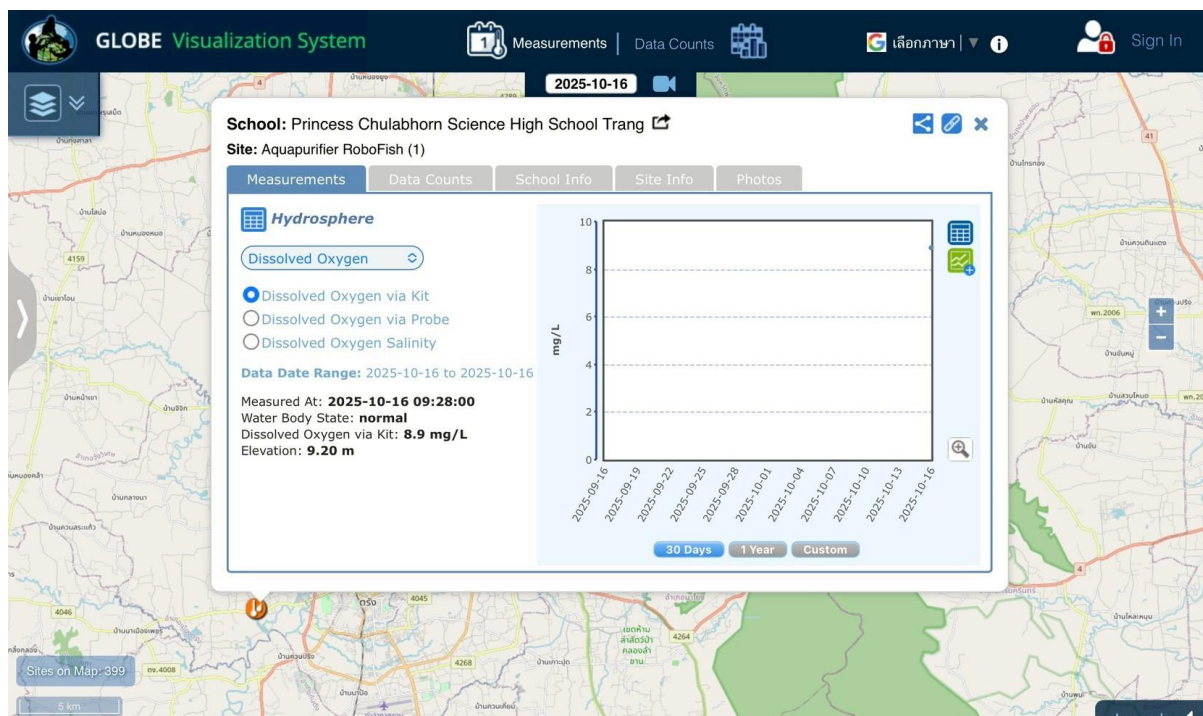 GLOBE Visualization System
Measurements | Data Counts
เลือกภาษา
Sign In
2025-10-16
School: Princess Chulabhorn Science High School Trang
Site: Aquapurifier RoboFish (1)
Measurements
Data Counts
School Info
Site Info
Photos
Hydrosphere
Dissolved Oxygen
Dissolved Oxygen via Kit
Dissolved Oxygen via Probe
Dissolved Oxygen Salinity
Data Date Range: 2025-10-16 to 2025-10-16
Measured At: 2025-10-16 09:28:00
Water Body State: normal
Dissolved Oxygen via Kit: 8.9 mg/L
Elevation: 9.20 m
10
8
6
4
2
0
mg/L
2025-09-16
2025-09-19
2025-09-22
2025-09-25
2025-09-28
2025-10-01
2025-10-04
2025-10-07
2025-10-10
2025-10-13
2025-10-16
30 Days
1 Year
Custom
4
41
4159
พท.2006
4
4046
ตรัง
4045
4264
4268
ตง.4008
Sites on Map: 399
5 km